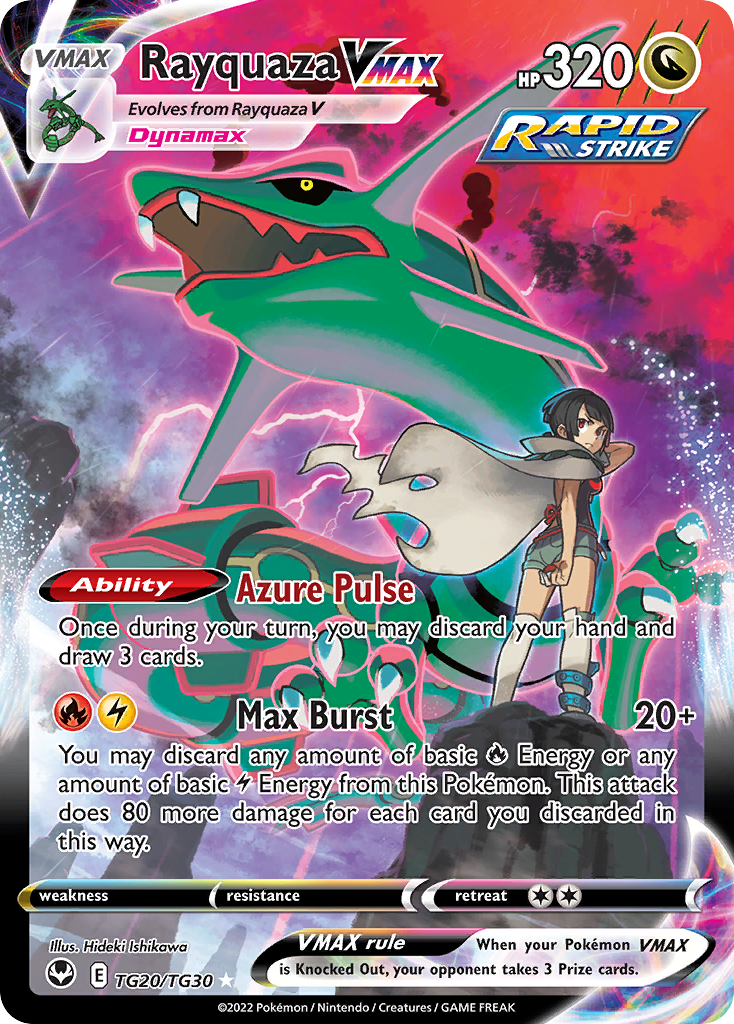 VMAX
Rayquaza VMAX
HP 320
Evolves from Rayquaza V
Dynamax
RAPID
STRIKE
Ability Azure Pulse
Once during your turn, you may discard your hand and
draw 3 cards.
Max Burst 20+
You may discard any amount of basic Energy or any
amount of basic Energy from this Pokémon. This attack
does 80 more damage for each card you discarded in
this way.
weakness resistance retreat
Illus. Hideki Ishikawa
VMAX rule When your Pokémon VMAX
is Knocked Out, your opponent takes 3 Prize cards.
E TG20/TG30
©2022 Pokémon / Nintendo / Creatures / GAME FREAK